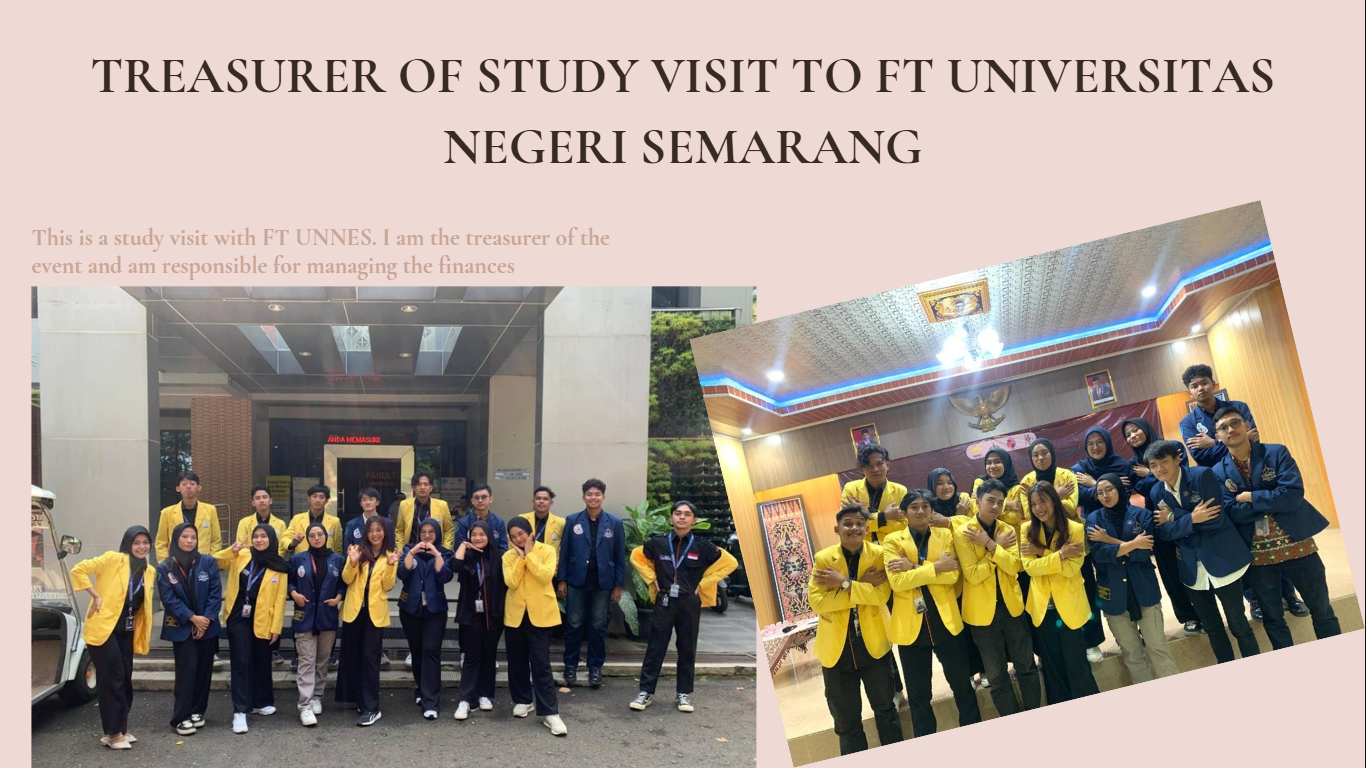 TREASURER OF STUDY VISIT TO FT UNIVERSITAS
NEGERI SEMARANG
This is a study visit with FT UNNES. I am the treasurer of the
event and am responsible for managing the finances
ANDA MEMASUKI